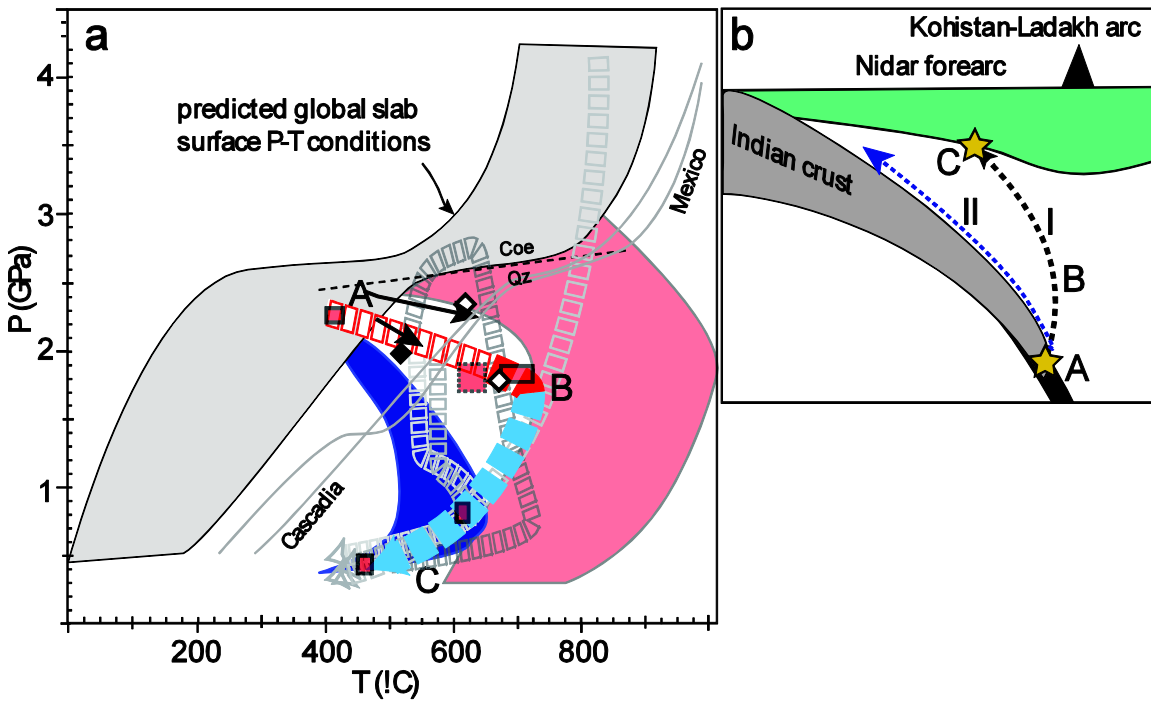 a
predicted global slab
surface P-T conditions
Mexico
Coe
Qz
A
B
Cascadia
C
4
3
2
1
P (GPa)
200
400
600
800
T (!C)
b
Kohistan-Ladakh arc
Nidar forearc
Indian crust
C
II
I
B
A